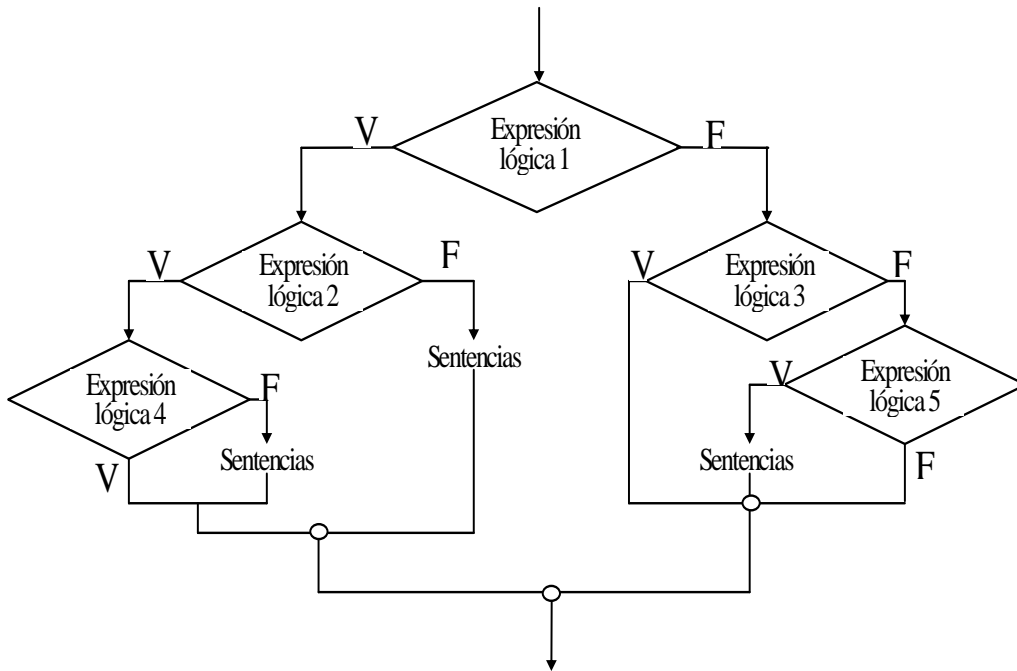 V
Expresión
lógica 1
F
V
Expresión
lógica 2
F
V
Expresión
lógica 3
F
Sentencias
Expresión
lógica 4
F
V
Expresión
lógica 5
V
Sentencias
Sentencias
F